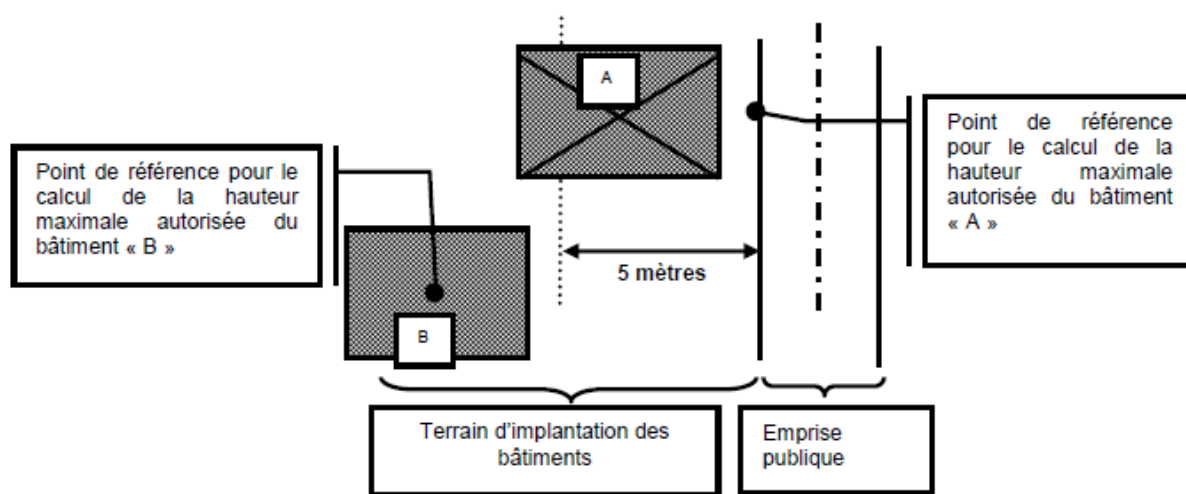 A
Point de référence pour le
calcul de la hauteur
maximale autorisée du
bâtiment « B »
Point de référence
pour le calcul de la
hauteur maximale
autorisée du bâtiment
« A »
5 mètres
B
Terrain d'implantation des
bâtiments
Emprise
publique